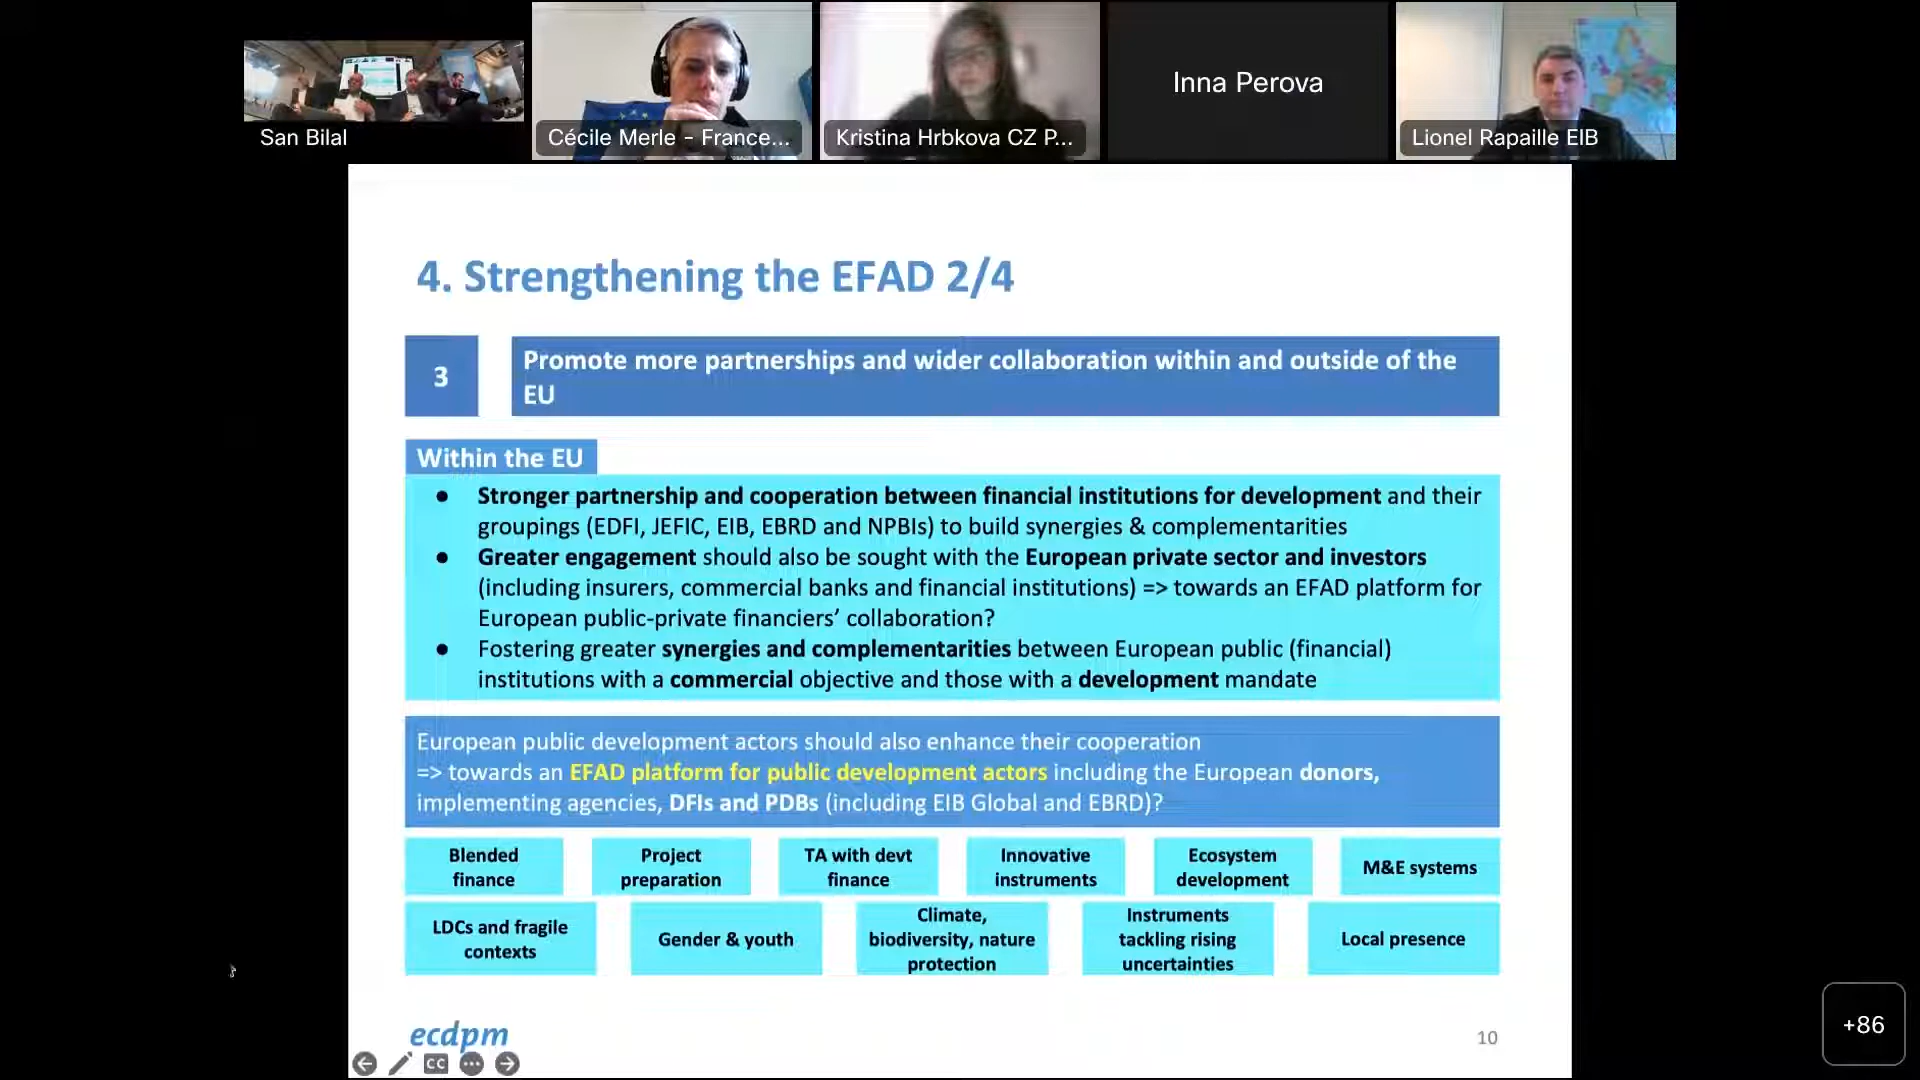 San Bilal
Cécile Merle - France...
Kristina Hrbkova CZ P...
Inna Perova
Lionel Rapaille EIB
4. Strengthening the EFAD 2/4
3
Promote more partnerships and wider collaboration within and outside of the
EU
Within the EU
● Stronger partnership and cooperation between financial institutions for development and their
groupings (EDFI, JEFIC, EIB, EBRD and NPBIs) to build synergies & complementarities
● Greater engagement should also be sought with the European private sector and investors
(including insurers, commercial banks and financial institutions) => towards an EFAD platform for
European public-private financiers’ collaboration?
● Fostering greater synergies and complementarities between European public (financial)
institutions with a commercial objective and those with a development mandate
European public development actors should also enhance their cooperation
=> towards an EFAD platform for public development actors including the European donors,
implementing agencies, DFIs and PDBs (including EIB Global and EBRD)?
Blended
finance
Project
preparation
TA with devt
finance
Innovative
instruments
Ecosystem
development
M&E systems
LDCs and fragile
contexts
Gender & youth
Climate,
biodiversity, nature
protection
Instruments
tackling rising
uncertainties
Local presence
ecdpm
10
CC
+86